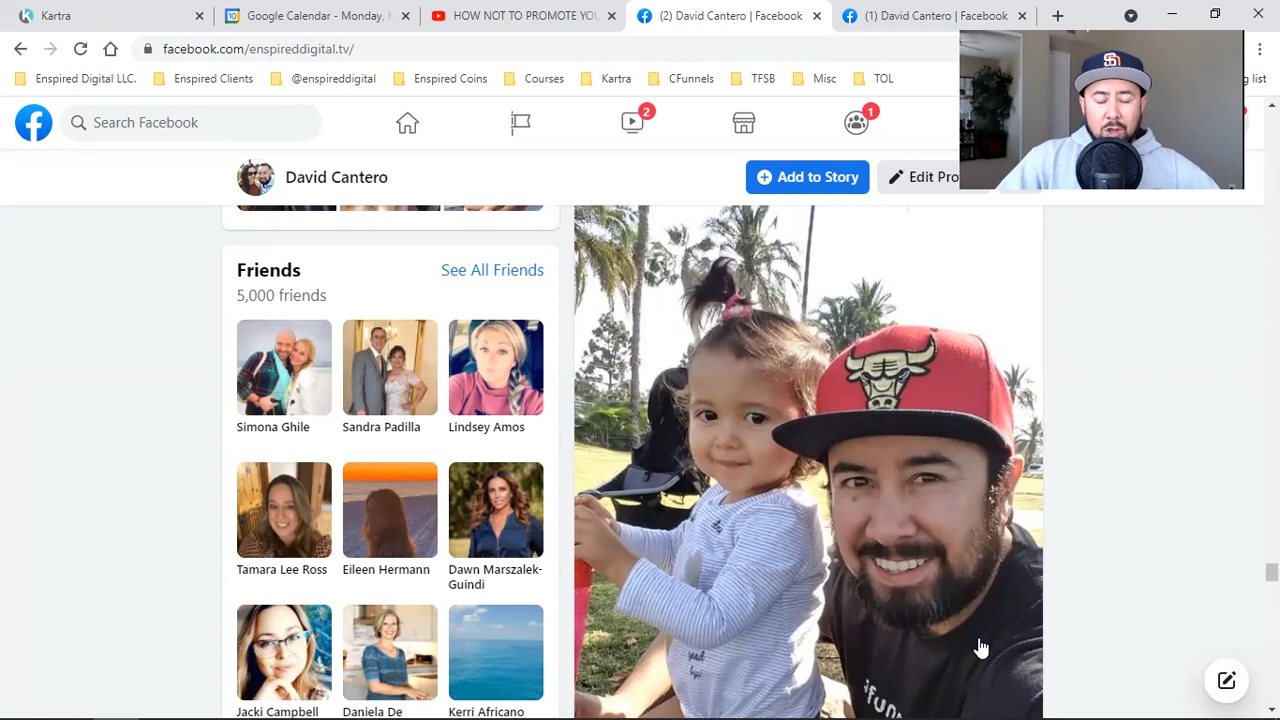 Kartra
Google Calendar - Monday, M
HOW NOT TO PROMOTE YOU
(2) David Cantero | Facebook
(1) David Cantero | Facebook
facebook.com/enspireddigital.tv/
Enspired Digital LLC.
Enspired Clients
@enspireddigital
Enspired Coins
Courses
Kartra
CFunnels
TFSB
Misc
TOL
Search Facebook
2
1
David Cantero
Add to Story
Friends
See All Friends
5,000 friends
Simona Ghile
Sandra Padilla
Lindsey Amos
Tamara Lee Ross
Eileen Hermann
Dawn Marszalek-
Guindi
Jacki Campbell
Daniela De
Kerri Africano